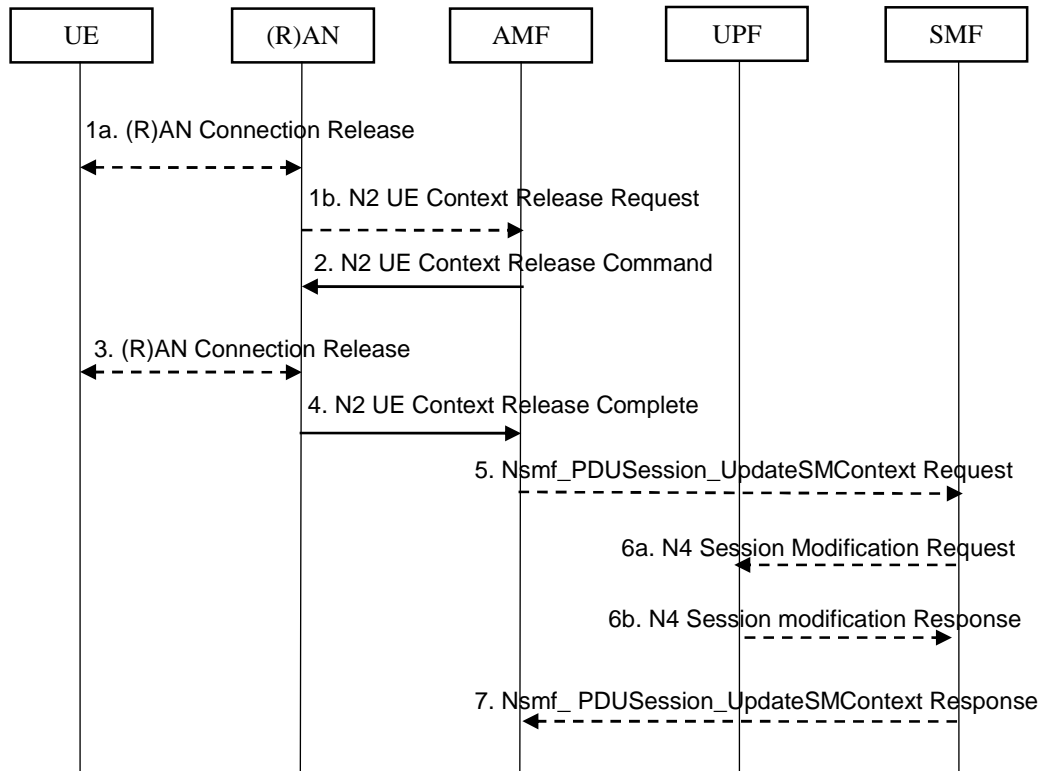 UE
(R)AN
AMF
UPF
SMF
1a. (R)AN Connection Release
1b. N2 UE Context Release Request
2. N2 UE Context Release Command
3. (R)AN Connection Release
4. N2 UE Context Release Complete
5. Nsmf_PDUSession_UpdateSMContext Request
6a. N4 Session Modification Request
6b. N4 Session modification Response
7. Nsmf_ PDUSession_UpdateSMContext Response